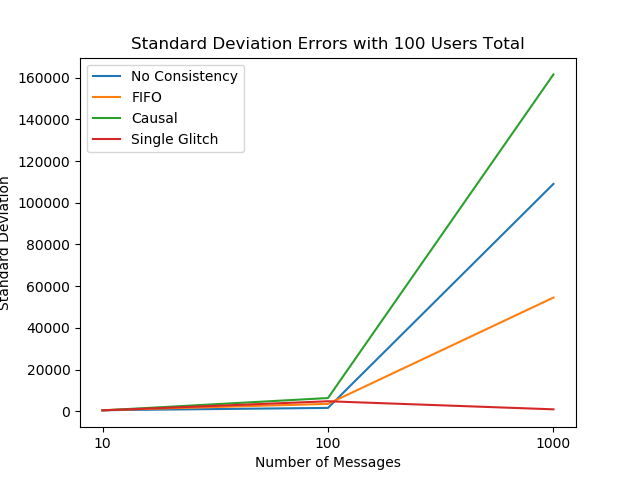 Standard Deviation Errors with 100 Users Total
No Consistency
FIFO
Causal
Single Glitch
160000
140000
120000
100000
80000
60000
40000
20000
0
Standard Deviation
10 100 1000
Number of Messages